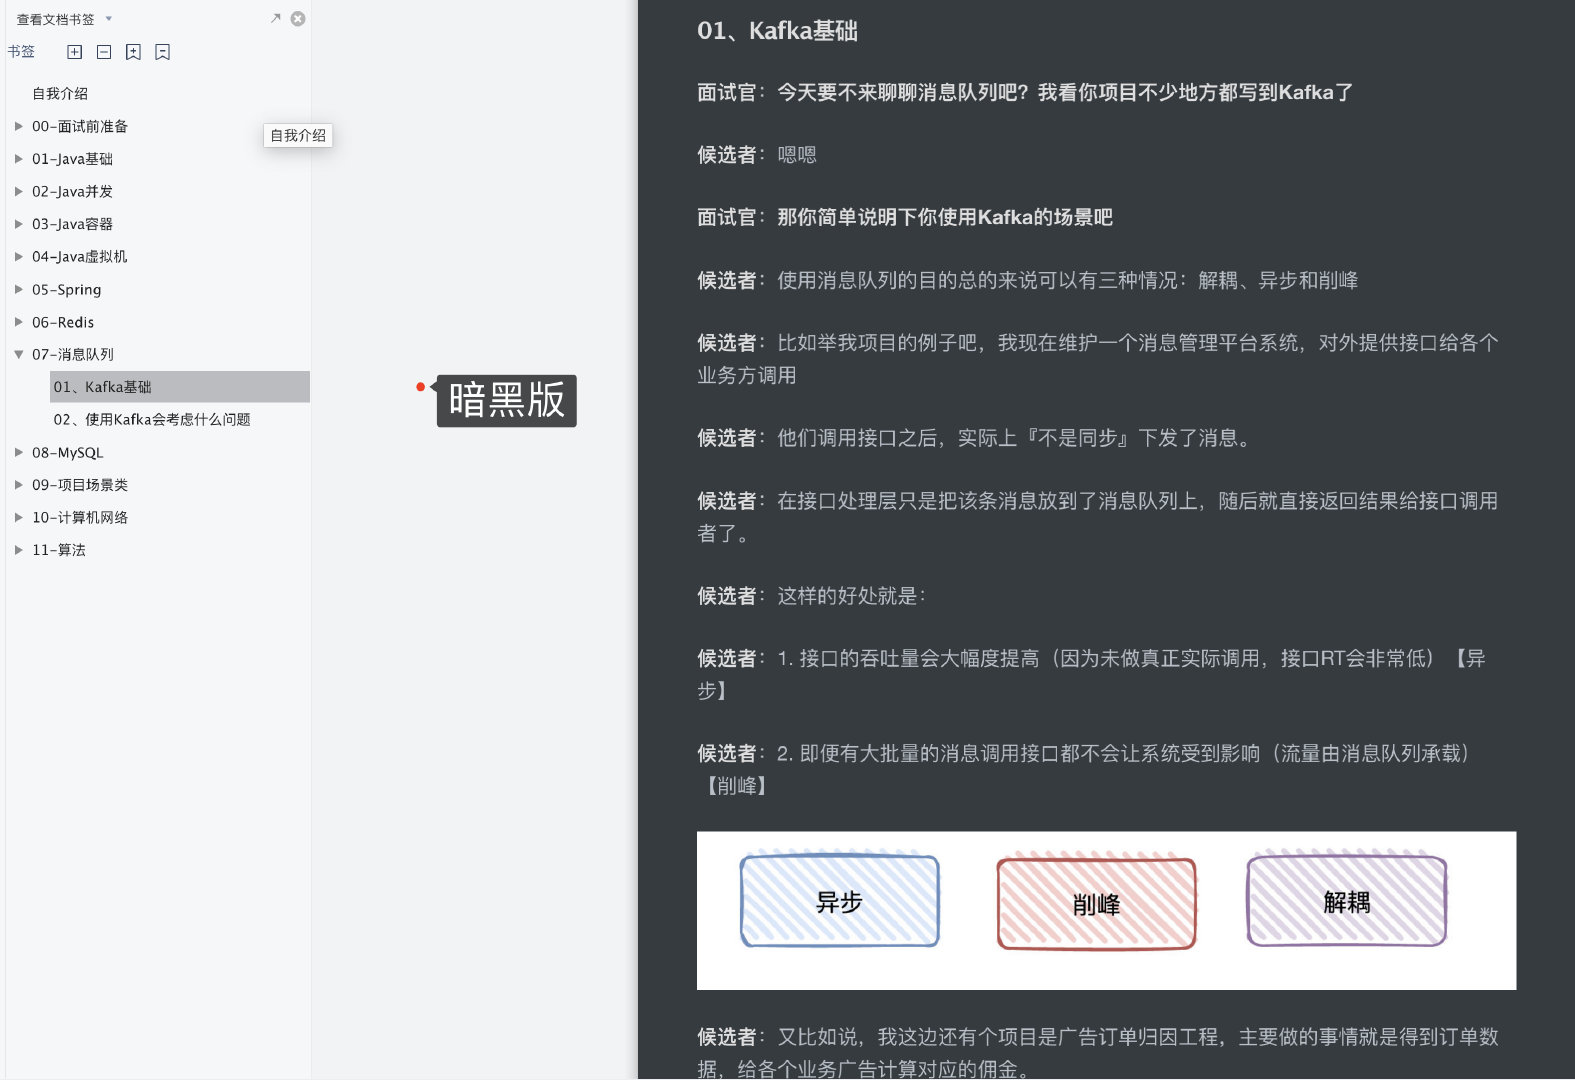 查看文档书签
书签
自我介绍
00-面试前准备
自我介绍
01-Java基础
02-Java并发
03-Java容器
04-Java虚拟机
05-Spring
06-Redis
07-消息队列
01、Kafka基础
02、使用Kafka会考虑什么问题
08-MySQL
09-项目场景类
10-计算机网络
11-算法
暗黑版
01、Kafka基础
面试官：今天要不来聊聊消息队列吧？我看你项目不少地方都写到Kafka了
候选者：嗯嗯
面试官：那你简单说明下你使用Kafka的场景吧
候选者：使用消息队列的目的总的来说可以有三种情况：解耦、异步和削峰
候选者：比如举我项目的例子吧，我现在维护一个消息管理平台系统，对外提供接口给各个
业务方调用
候选者：他们调用接口之后，实际上『不是同步』下发了消息。
候选者：在接口处理层只是把该条消息放到了消息队列上，随后就直接返回结果给接口调用
者了。
候选者：这样的好处就是：
候选者：1. 接口的吞吐量会大幅度提高（因为未做真正实际调用，接口RT会非常低）【异
步】
候选者：2. 即便有大批量的消息调用接口都不会让系统受到影响（流量由消息队列承载）
【削峰】
异步
削峰
解耦
候选者：又比如说，我这边还有个项目是广告订单归因工程，主要做的事情就是得到订单数
据，给各个业务广告计算对应的佣金。